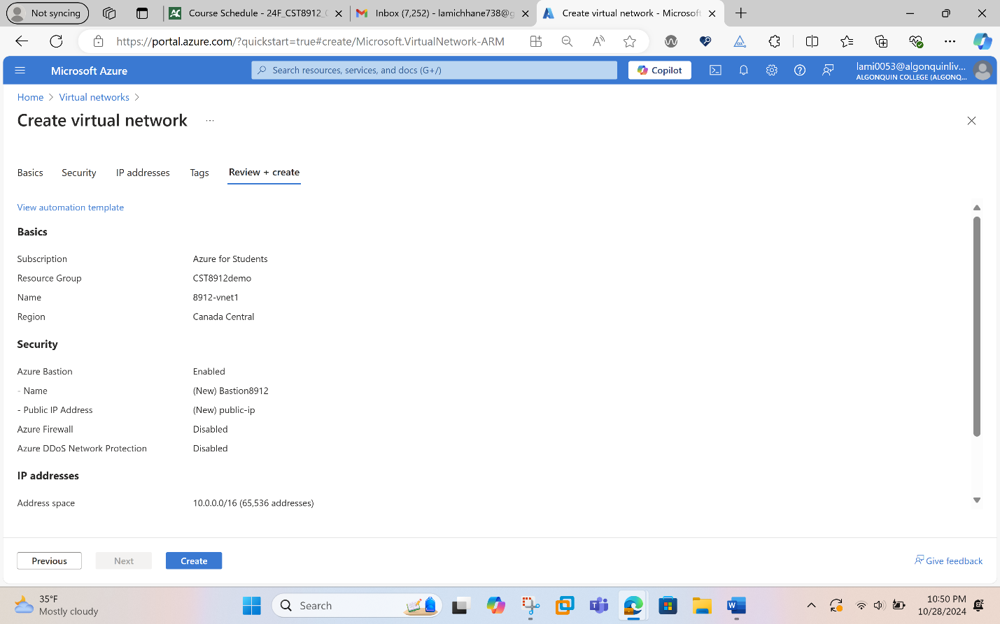 Not syncing
Course Schedule - 24F_CST8912_
Inbox (7,252) - lamichhane738@g
Create virtual network - Microsoft
https://portal.azure.com/?quickstart=true#create/Microsoft.VirtualNetwork-ARM
Microsoft Azure
Search resources, services, and docs (G+/)
Copilot
lami0053@algonquinliv...
ALGONQUIN COLLEGE (ALGONQ...
Home > Virtual networks >
Create virtual network ...
Basics Security IP addresses Tags Review + create
View automation template
Basics
Subscription Azure for Students
Resource Group CST8912demo
Name 8912-vnet1
Region Canada Central
Security
Azure Bastion Enabled
- Name (New) Bastion8912
- Public IP Address (New) public-ip
Azure Firewall Disabled
Azure DDoS Network Protection Disabled
IP addresses
Address space 10.0.0.0/16 (65,536 addresses)
Previous Next Create
Give feedback
35°F
Mostly cloudy
Search
10:50 PM
10/28/2024